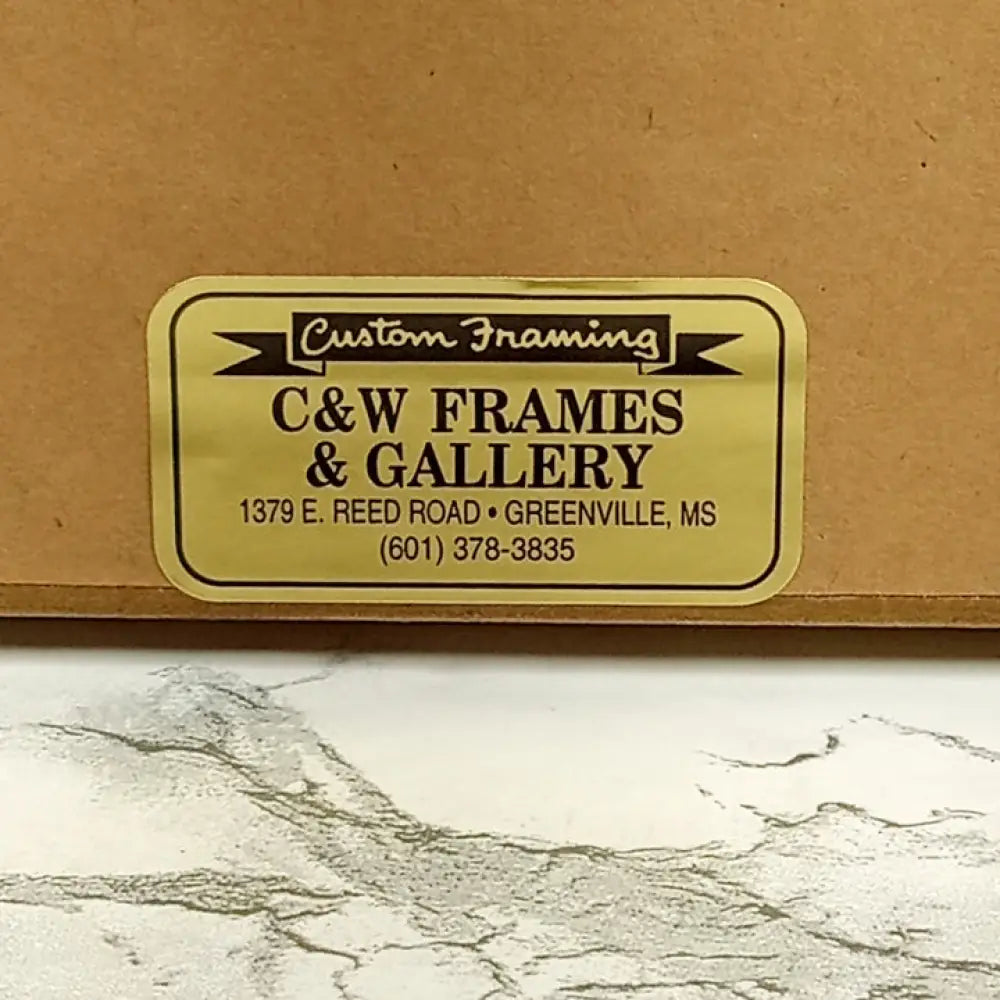 Custom Framing
C&W FRAMES
& GALLERY
1379 E. REED ROAD • GREENVILLE, MS
(601) 378-3835